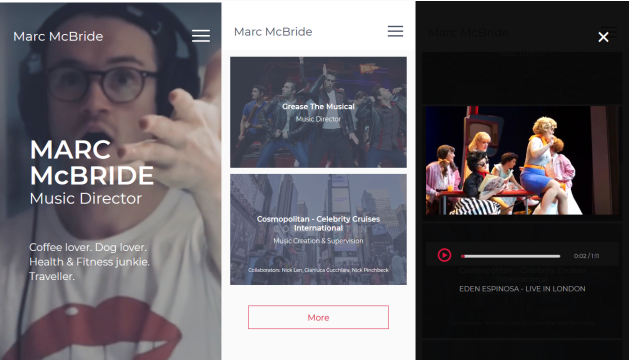 Marc McBride
MARC
McBRIDE
Music Director
Coffee lover. Dog lover.
Health & Fitness junkie.
Traveller.
Marc McBride
Grease The Musical
Music Director
Cosmopolitan - Celebrity Cruises
International
Music Creation & Supervision
Collaborators: Nick Len, Gianluca Cucchiara, Nick Pinchbeck
More
Marc McBride
0:02 / 1:11
EDEN ESPINOSA - LIVE IN LONDON